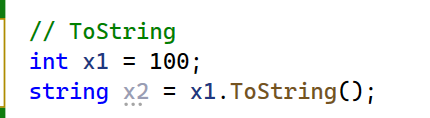 // ToString
int x1 = 100;
string x2 = x1.ToString();